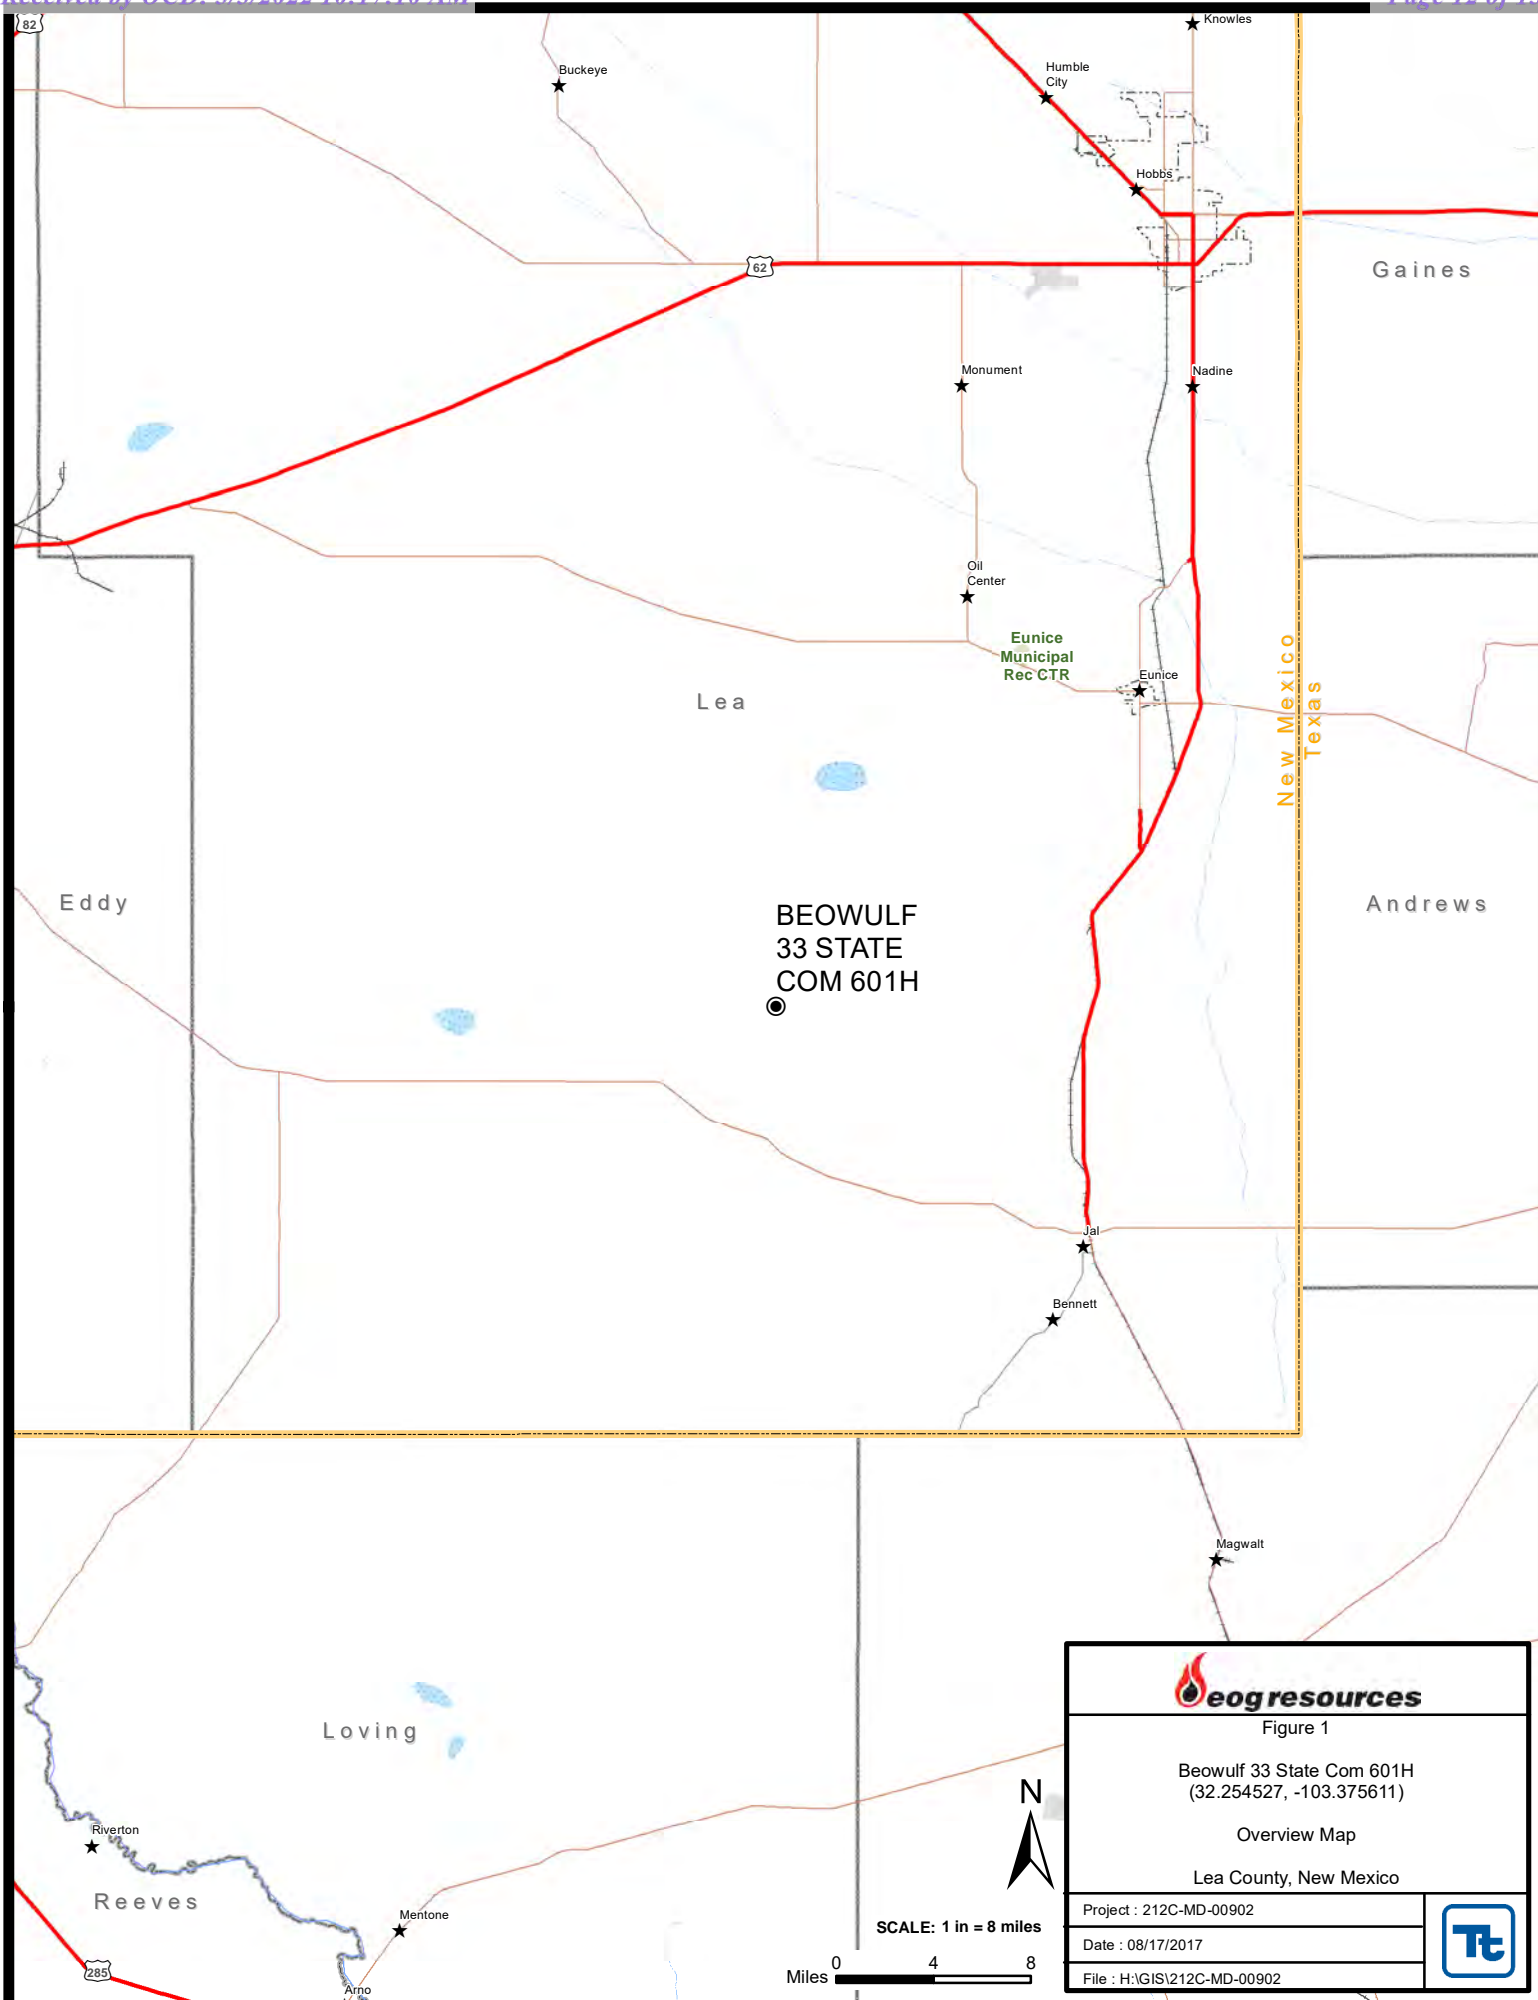 82
Knowles
Buckeye
Humble
City
Hobbs
62
Gaines
Monument
Nadine
Oil
Center
Eunice
Municipal
Rec CTR
Eunice
Lea
New Mexico
Texas
Eddy
Andrews
BEOWULF
33 STATE
COM 601H
Jal
Bennett
Magwalt
Loving
Riverton
Reeves
Mentone
285
Arno
N
SCALE: 1 in = 8 miles
0 4 8
Miles
eog resources
Figure 1
Beowulf 33 State Com 601H
(32.254527, -103.375611)
Overview Map
Lea County, New Mexico
Project : 212C-MD-00902
Date : 08/17/2017
File : H:\GIS\212C-MD-00902
Tt